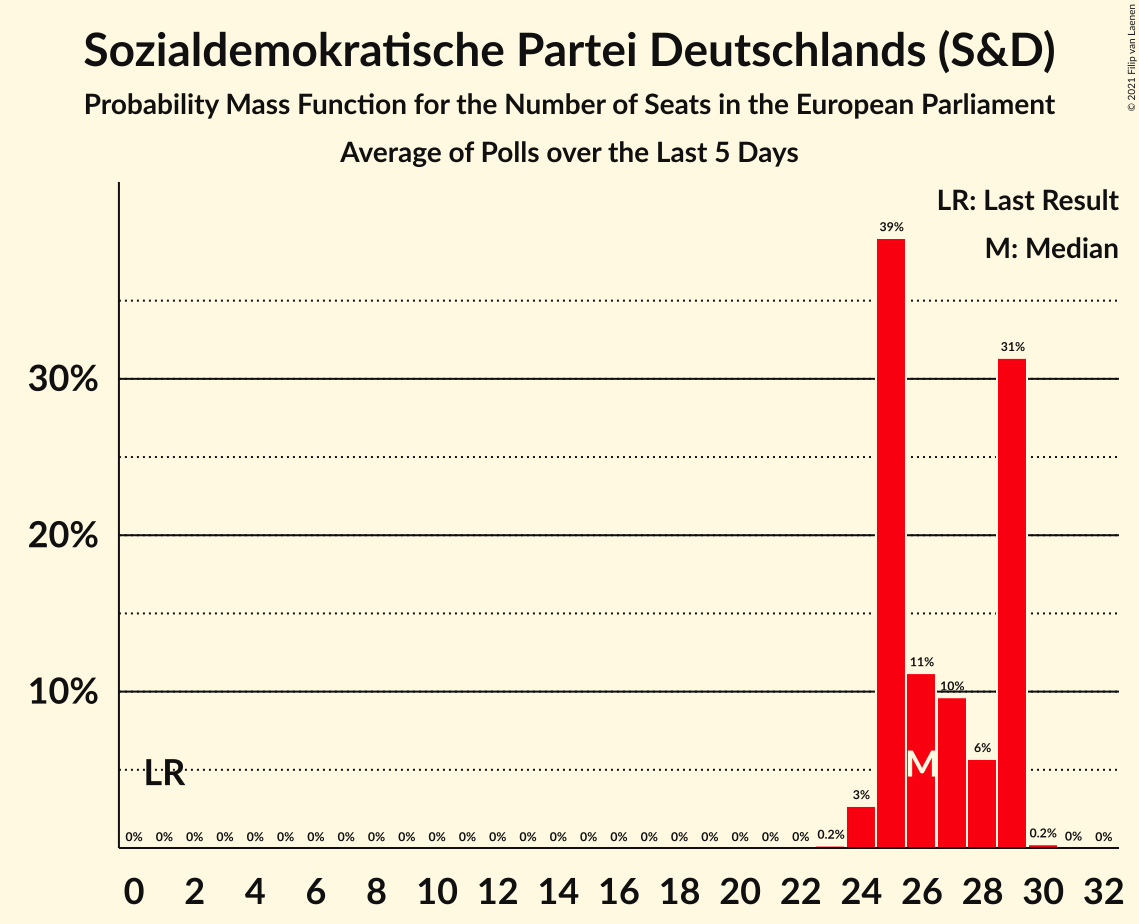 Sozialdemokratische Partei Deutschlands (S&D)
Probability Mass Function for the Number of Seats in the European Parliament
Average of Polls over the Last 5 Days
© 2021 Filip van Laenen
LR: Last Result
M: Median
39%
31%
30%
20%
11%
10%
10%
6%
M
LR
3%
0% 0% 0% 0% 0% 0% 0% 0% 0% 0% 0% 0% 0% 0% 0% 0% 0% 0% 0% 0% 0% 0% 0% 0.2% 0.2% 0% 0%
0 2 4 6 8 10 12 14 16 18 20 22 24 26 28 30 32